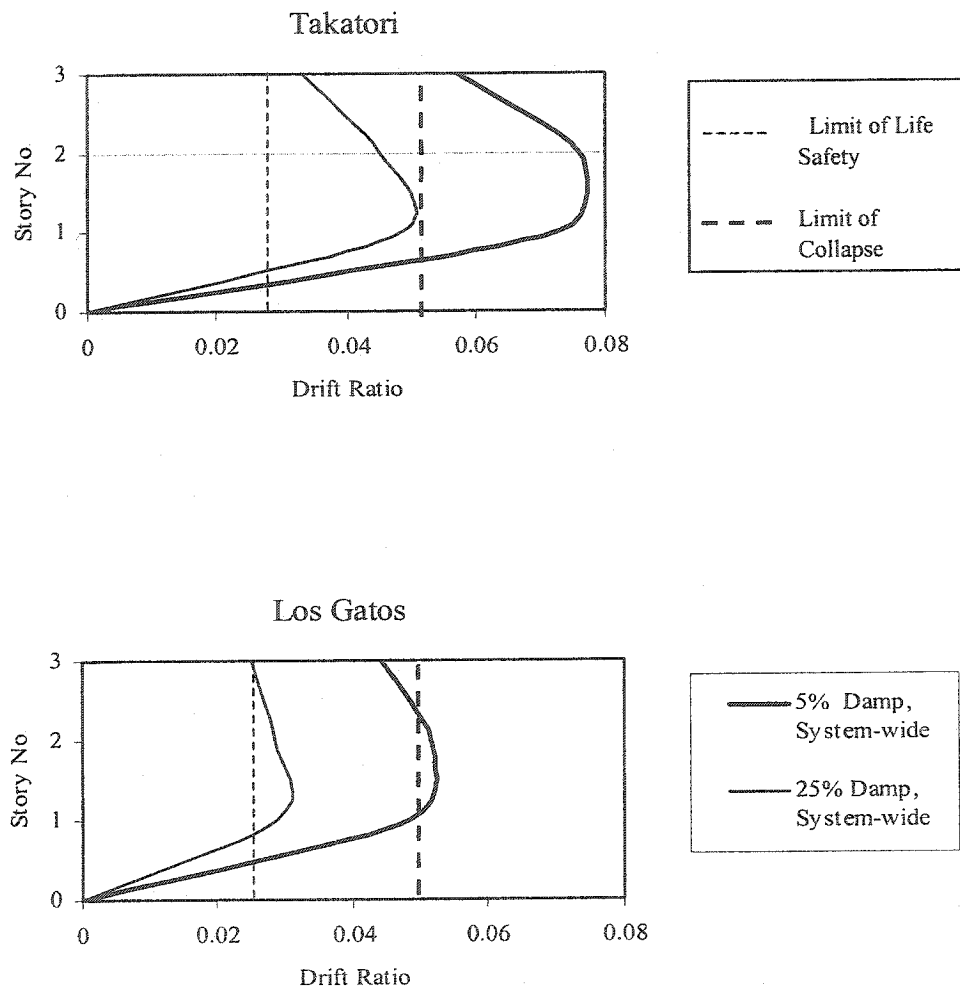 Takatori
3
2
1
0
Story No
0
0.02
0.04
0.06
0.08
Drift Ratio
Limit of Life
Safety
Limit of
Collapse
Los Gatos
3
2
1
0
Story No
0
0.02
0.04
0.06
0.08
Drift Ratio
5% Damp,
System-wide
25% Damp,
System-wide